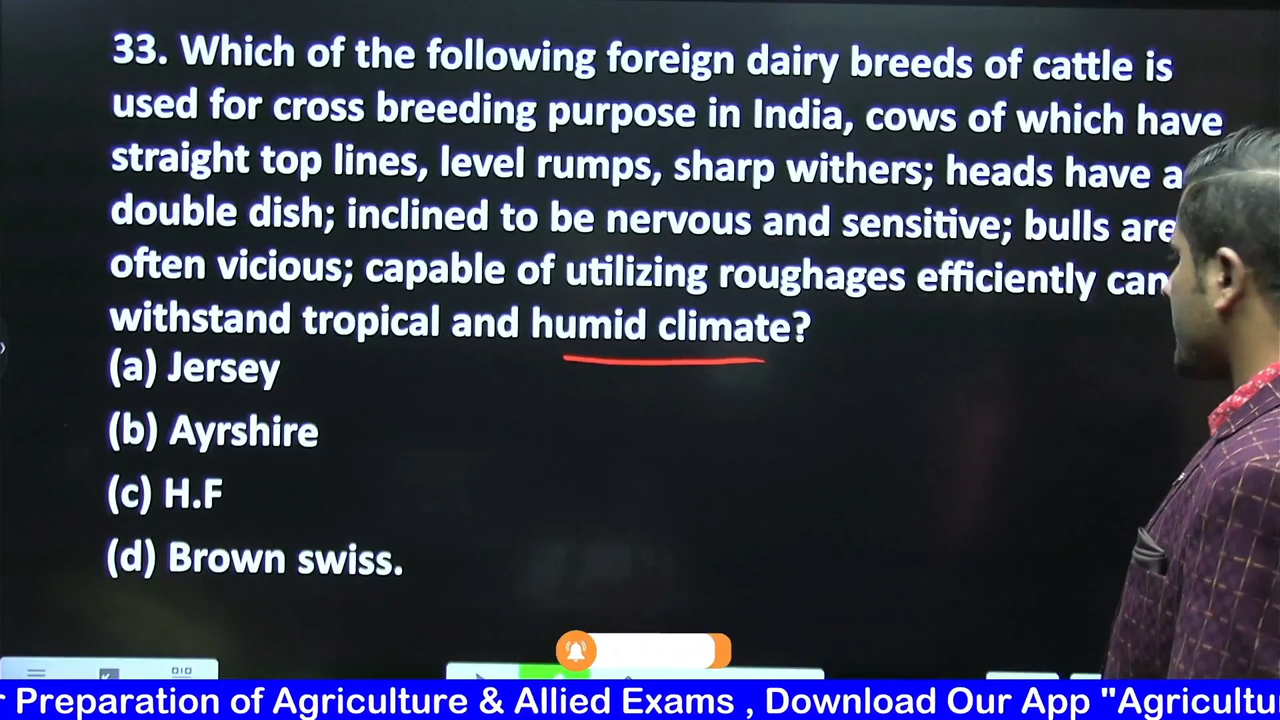 33. Which of the following foreign dairy breeds of cattle is
used for cross breeding purpose in India, cows of which have
straight top lines, level rumps, sharp withers; heads have a
double dish; inclined to be nervous and sensitive; bulls are
often vicious; capable of utilizing roughages efficiently can
withstand tropical and humid climate?
(a) Jersey
(b) Ayrshire
(c) H.F
(d) Brown swiss.
Preparation of Agriculture & Allied Exams , Download Our App "